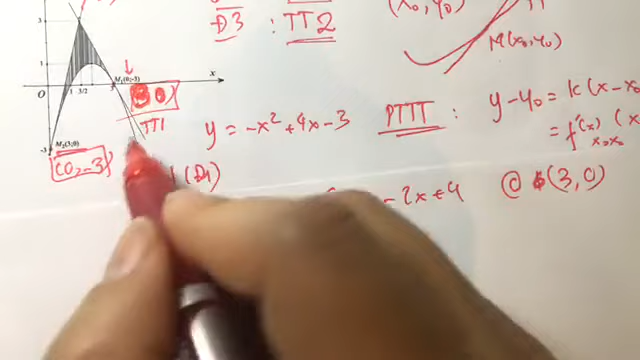 D3 : TT2
(x₀, y₀)
M(x₀, y₀)
3
1
O
1 3/2
x
M₁(0;-3)
3 0
TT1
-3
M₂(3;0)
(0,-3)
y = -x² + 4x - 3
PTTT :
y - y₀ = k(x - x₀
= f'(x)
x=x₀
(D1)
- 2x + 4 @ (3, 0)